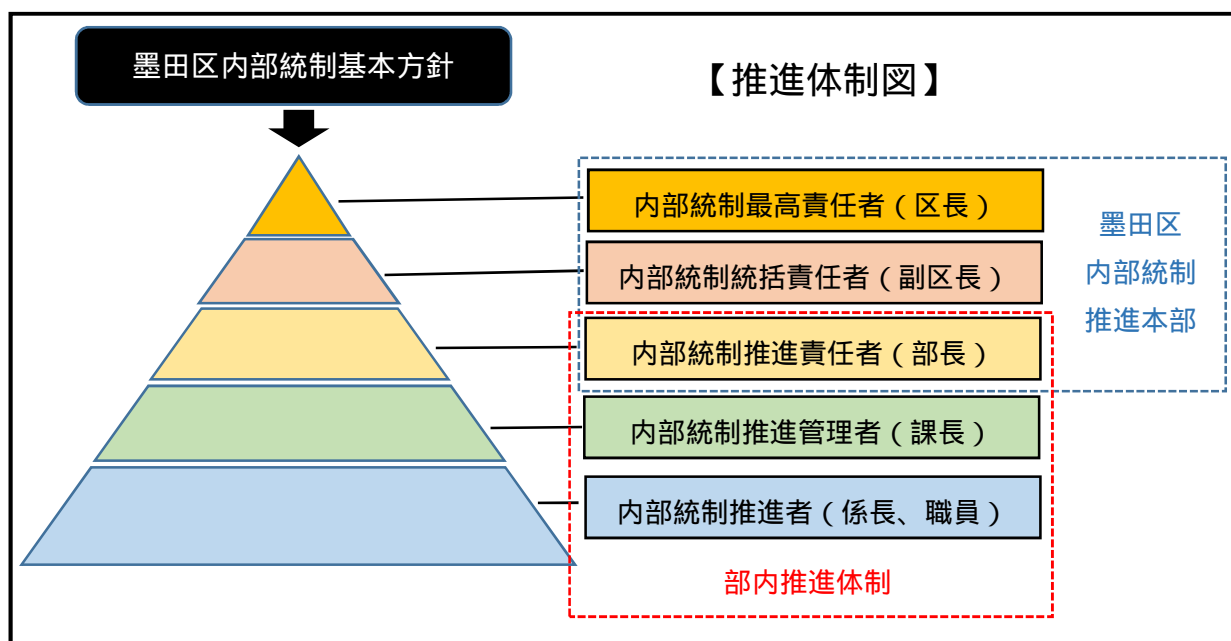 墨田区内部統制基本方針
【推進体制図】
内部統制最高責任者（区長）
内部統制統括責任者（副区長）
内部統制推進責任者（部長）
内部統制推進管理者（課長）
内部統制推進者（係長、職員）
墨田区
内部統制
推進本部
部内推進体制